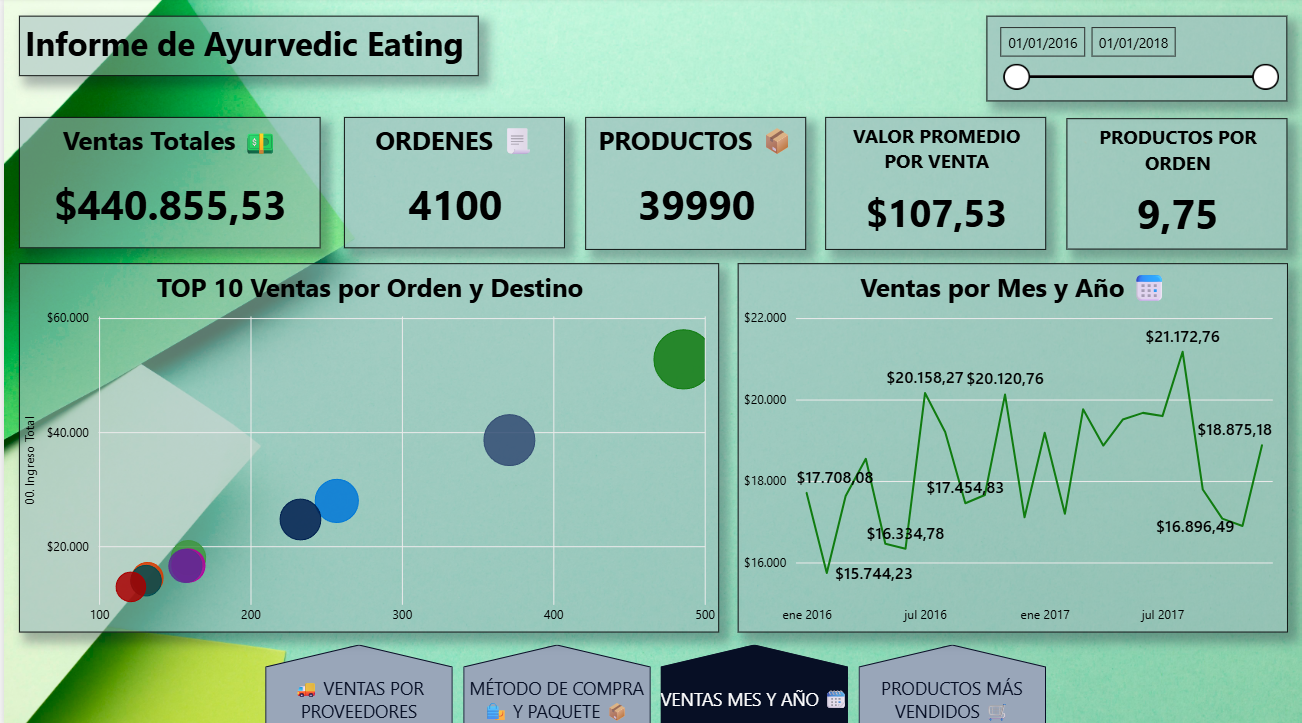 Informe de Ayurvedic Eating
01/01/2016 01/01/2018
Ventas Totales
$440.855,53
ORDENES
4100
PRODUCTOS
39990
VALOR PROMEDIO
POR VENTA
$107,53
PRODUCTOS POR
ORDEN
9,75
TOP 10 Ventas por Orden y Destino
00. Ingreso Total
$60.000
$40.000
$20.000
100 200 300 400 500
Ventas por Mes y Año
$22.000
$20.000
$18.000
$16.000
$21.172,76
$20.158,27 $20.120,76
$18.875,18
$17.708,08
$17.454,83
$16.896,49
$16.334,78
$15.744,23
ene 2016 jul 2016 ene 2017 jul 2017
VENTAS POR
PROVEEDORES
MÉTODO DE COMPRA
Y PAQUETE
VENTAS MES Y AÑO
PRODUCTOS MÁS
VENDIDOS